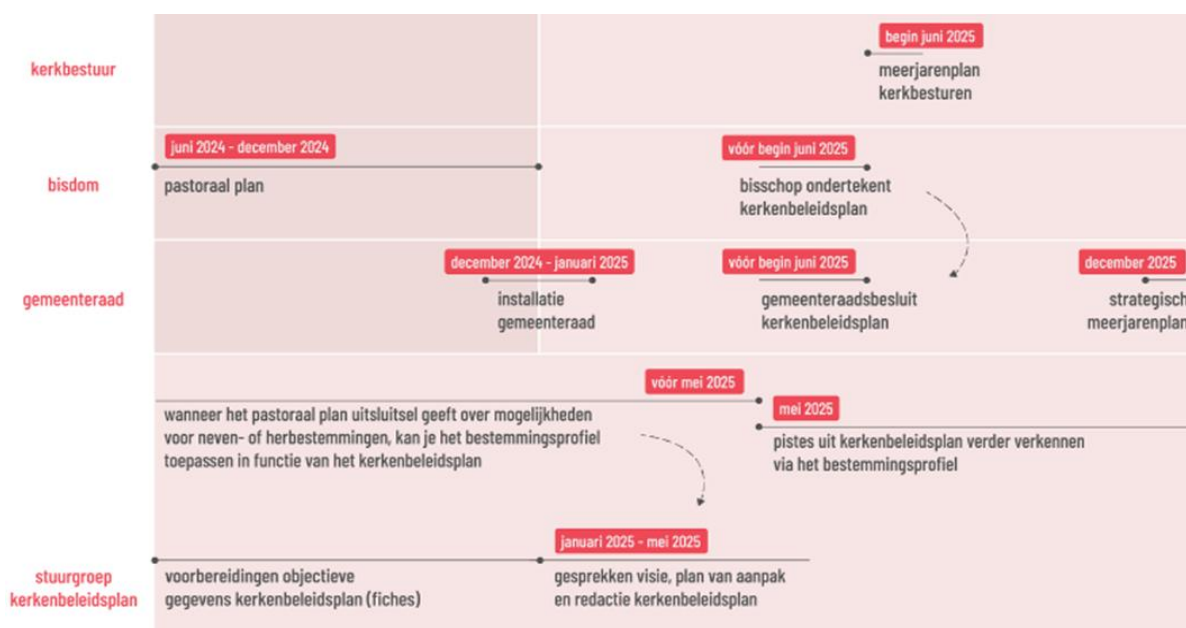 begin juni 2025
kerkbestuur
meerjarenplan
kerkbesturen
juni 2024 - december 2024
vóór begin juni 2025
bisdom
pastoraal plan
bisschop ondertekent
kerkenbeleidsplan
december 2024 - januari 2025
vóór begin juni 2025
december 2025
gemeenteraad
installatie
gemeenteraad
gemeenteraadsbesluit
kerkenbeleidsplan
strategisch
meerjarenplan
vóór mei 2025
wanneer het pastoraal plan uitsluitsel geeft over mogelijkheden
voor neven- of herbestemmingen, kan je het bestemmingsprofiel
toepassen in functie van het kerkenbeleidsplan
mei 2025
pistes uit kerkenbeleidsplan verder verkennen
via het bestemmingsprofiel
januari 2025 - mei 2025
stuurgroep
kerkenbeleidsplan
voorbereidingen objectieve
gegevens kerkenbeleidsplan (fiches)
gesprekken visie, plan van aanpak
en redactie kerkenbeleidsplan